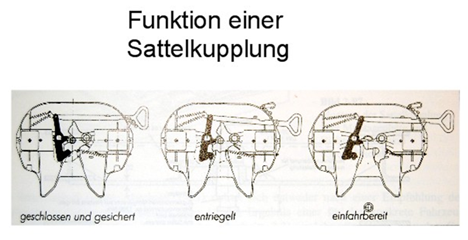 Funktion einer
Sattelkupplung
geschlossen und gesichert
entriegelt
einfahrbereit